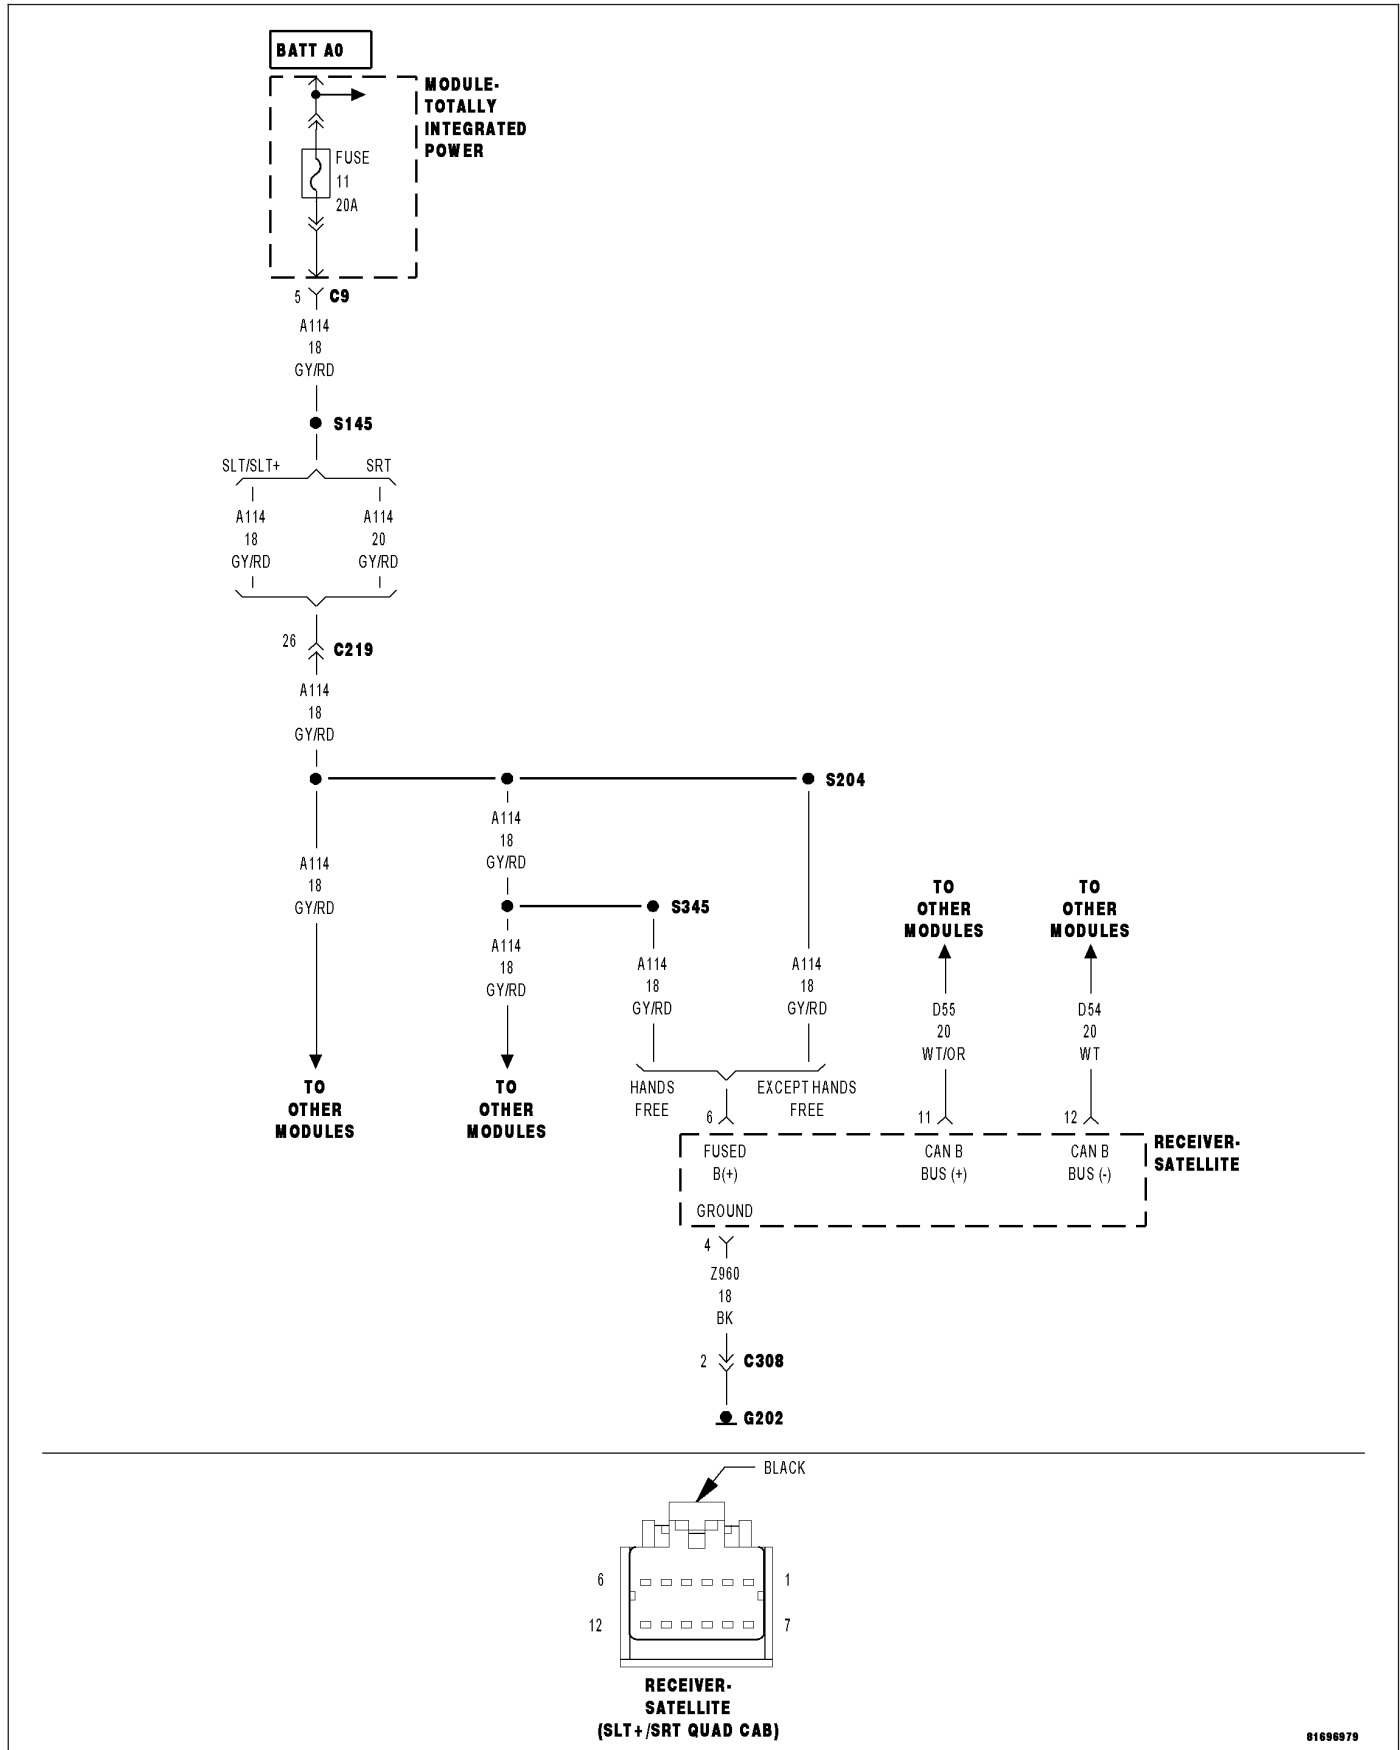 BATT A0
MODULE-
TOTALLY
INTEGRATED
POWER
FUSE
11
20A
5 C9
A114
18
GY/RD
S145
SLT/SLT+ SRT
A114 A114
18 20
GY/RD GY/RD
26 C219
A114
18
GY/RD
S204
A114
18
GY/RD
A114
18
GY/RD
S345
A114
18
GY/RD
A114
18
GY/RD
A114
18
GY/RD
TO
OTHER
MODULES
TO
OTHER
MODULES
D55
20
WT/OR
D54
20
WT
TO
OTHER
MODULES
TO
OTHER
MODULES
HANDS
FREE
EXCEPT HANDS
FREE
6 11 12
RECEIVER-
SATELLITE
FUSED
B(+)
CAN B
BUS (+)
CAN B
BUS (-)
GROUND
4
Z960
18
BK
2 C308
G202
BLACK
6 1
12 7
RECEIVER-
SATELLITE
(SLT+/SRT QUAD CAB)
81696979